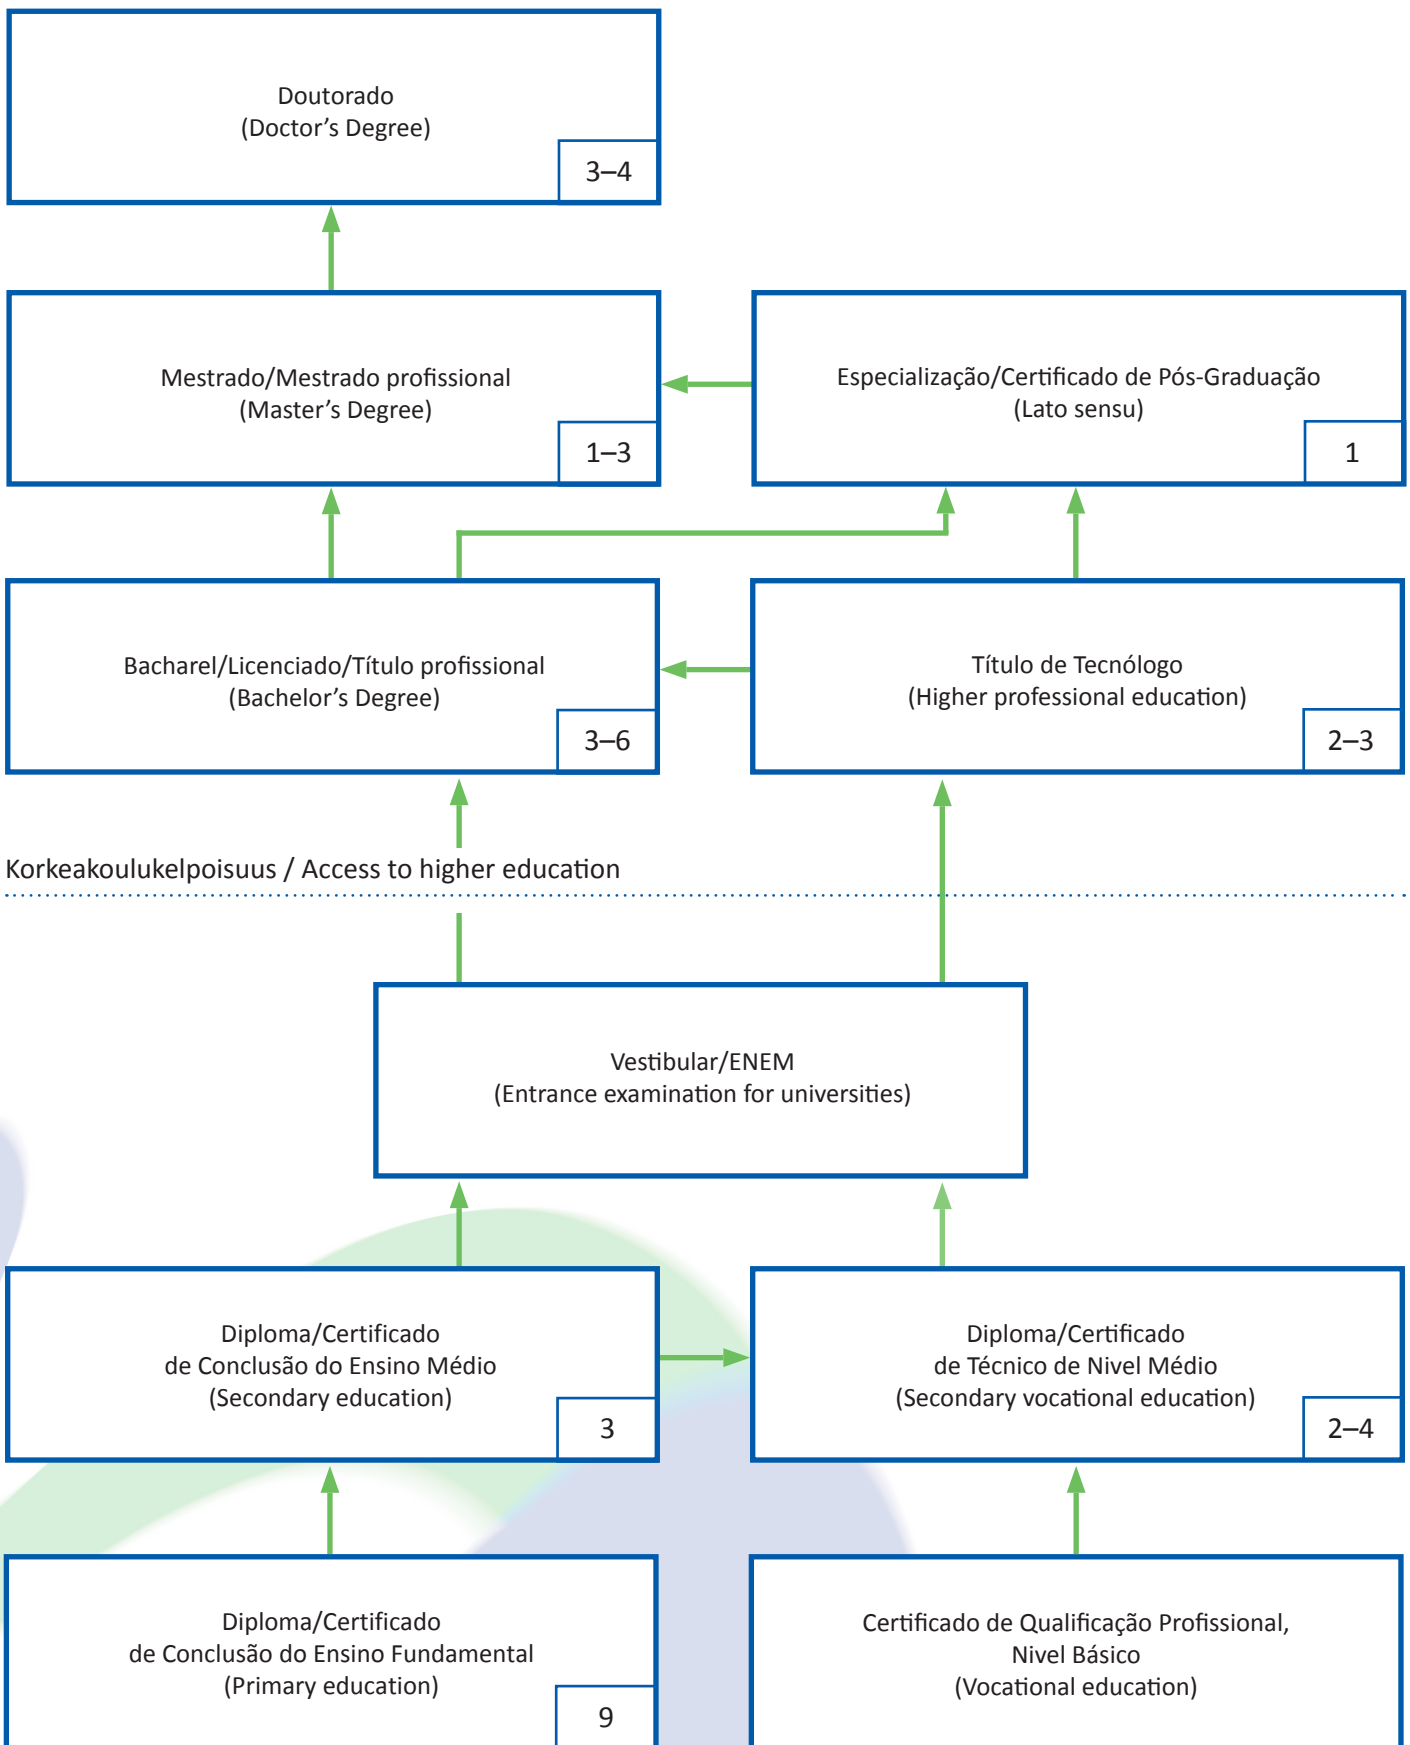 Doutorado
(Doctor’s Degree)
3–4
Mestrado/Mestrado profissional
(Master’s Degree)
1–3
Especialização/Certificado de Pós-Graduação
(Lato sensu)
1
Bacharel/Licenciado/Título profissional
(Bachelor’s Degree)
3–6
Título de Tecnólogo
(Higher professional education)
2–3
Korkeakoulukelpoisuus / Access to higher education
Vestibular/ENEM
(Entrance examination for universities)
Diploma/Certificado
de Conclusão do Ensino Médio
(Secondary education)
3
Diploma/Certificado
de Técnico de Nivel Médio
(Secondary vocational education)
2–4
Diploma/Certificado
de Conclusão do Ensino Fundamental
(Primary education)
9
Certificado de Qualificação Profissional,
Nivel Básico
(Vocational education)